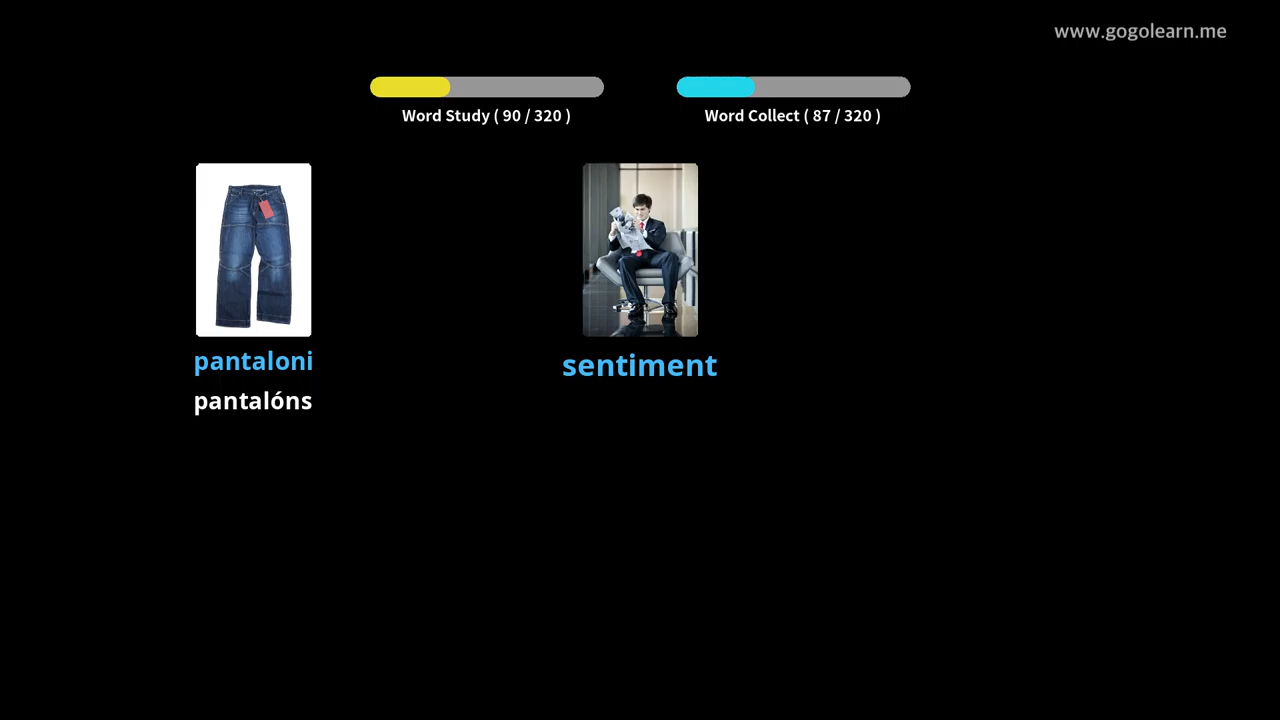 www.gogolearn.me
Word Study ( 90 / 320 )
Word Collect ( 87 / 320 )
pantaloni
pantalóns
sentiment